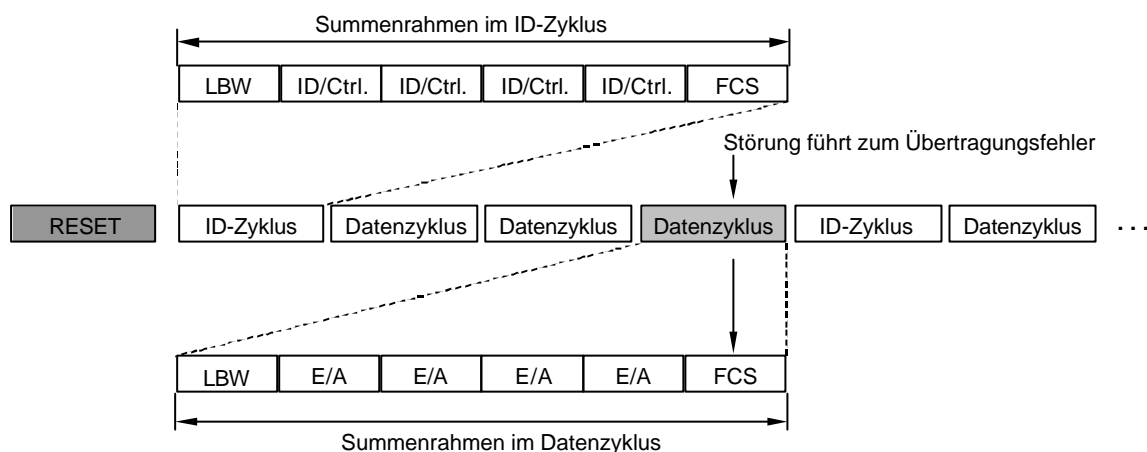 Summenrahmen im ID-Zyklus
LBW ID/Ctrl. ID/Ctrl. ID/Ctrl. ID/Ctrl. FCS
Störung führt zum Übertragungsfehler
RESET ID-Zyklus Datenzyklus Datenzyklus Datenzyklus ID-Zyklus Datenzyklus ...
LBW E/A E/A E/A E/A FCS
Summenrahmen im Datenzyklus